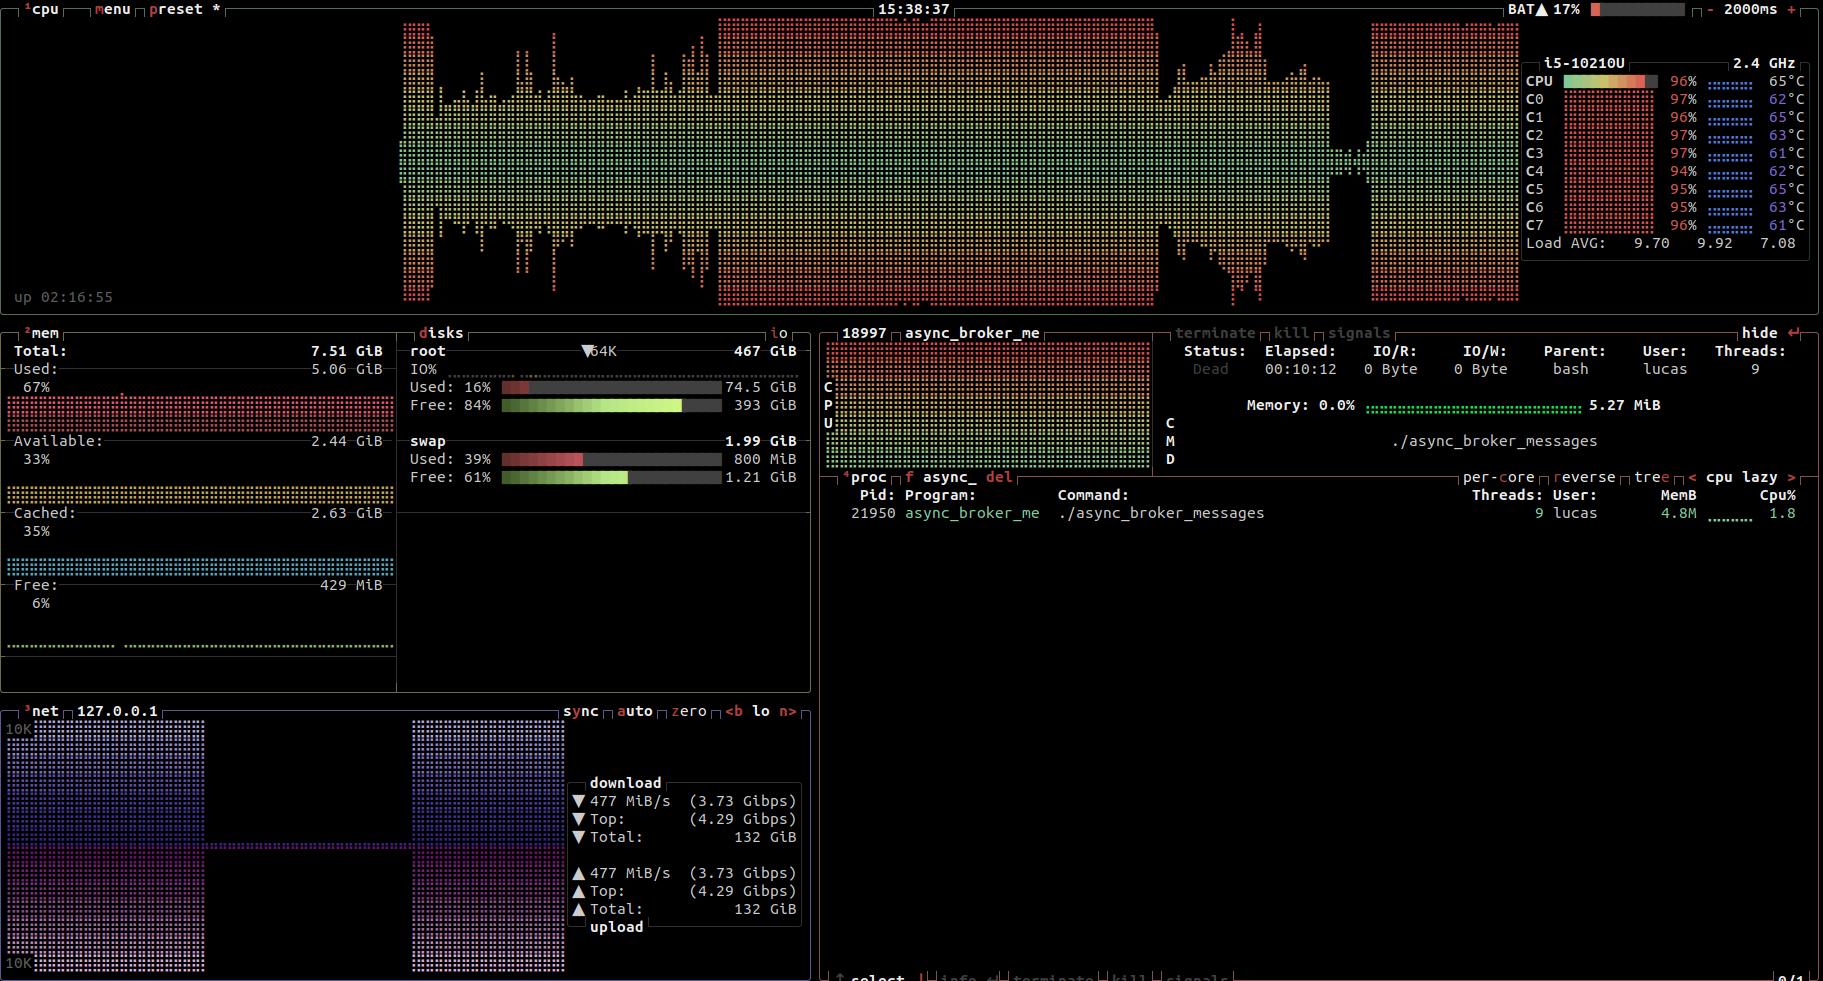 ¹cpu menu preset * 15:38:37 BAT▲ 17% - 2000ms +
i5-10210U 2.4 GHz
CPU 96% 65°C
C0 97% 62°C
C1 96% 65°C
C2 97% 63°C
C3 97% 61°C
C4 94% 62°C
C5 95% 65°C
C6 95% 63°C
C7 96% 61°C
Load AVG: 9.70 9.92 7.08
up 02:16:55
²mem
Total: 7.51 GiB
Used: 5.06 GiB
67%
Available: 2.44 GiB
33%
Cached: 2.63 GiB
35%
Free: 429 MiB
6%
disks io
root ▼64K 467 GiB
IO%
Used: 16% 74.5 GiB
Free: 84% 393 GiB
swap 1.99 GiB
Used: 39% 800 MiB
Free: 61% 1.21 GiB
³net 127.0.0.1 sync auto zero <b lo n>
10K
download
▼ 477 MiB/s (3.73 Gibps)
▼ Top: (4.29 Gibps)
▼ Total: 132 GiB
▲ 477 MiB/s (3.73 Gibps)
▲ Top: (4.29 Gibps)
▲ Total: 132 GiB
upload
10K
18997 async_broker_me terminate kill signals hide ↵
Status: Elapsed: IO/R: IO/W: Parent: User: Threads:
Dead 00:10:12 0 Byte 0 Byte bash lucas 9
CPU
Memory: 0.0% 5.27 MiB
CMD
./async_broker_messages
⁴proc f async_ del per-core reverse tree < cpu lazy >
Pid: Program: Command: Threads: User: MemB Cpu%
21950 async_broker_me ./async_broker_messages 9 lucas 4.8M 1.8
↑ select ↓ info ↵ terminate kill signals 0/1